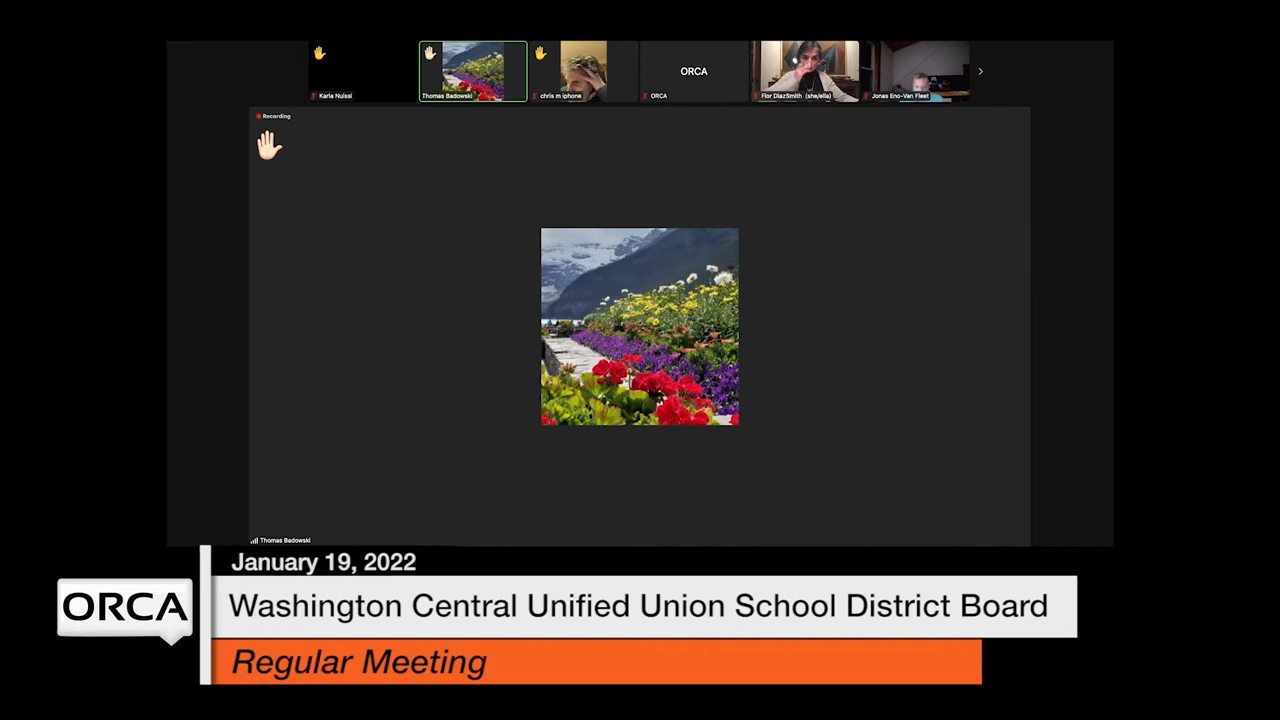 Karla Nuissi
Thomas Badowski
chris m iphone
ORCA
ORCA
Flor DiazSmith (she/ella)
Jonas Eno-Van Fleet
Recording
Thomas Badowski
January 19, 2022
ORCA
Washington Central Unified Union School District Board
Regular Meeting